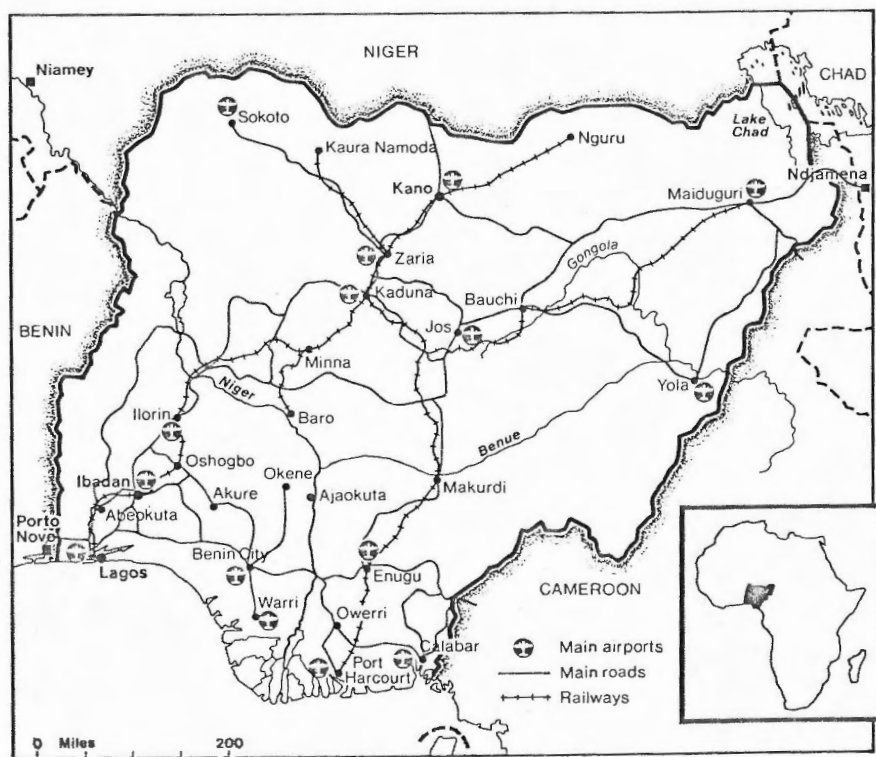 NIGER
Niamey
CHAD
Sokoto
Lake
Chad
Kaura Namoda
Nguru
Ndjamena
Kano
Maiduguri
Zaria
Gongola
Kaduna
Bauchi
BENIN
Jos
Minna
Yola
Niger
Ilorin
Baro
Benue
Oshogbo
Okene
Ibadan
Makurdi
Akure
Ajaokuta
Abeokuta
Porto
Novo
Benin City
Lagos
Enugu
CAMEROON
Warri
Owerri
Calabar
Main airports
Port
Harcourt
Main roads
Railways
0 Miles 200